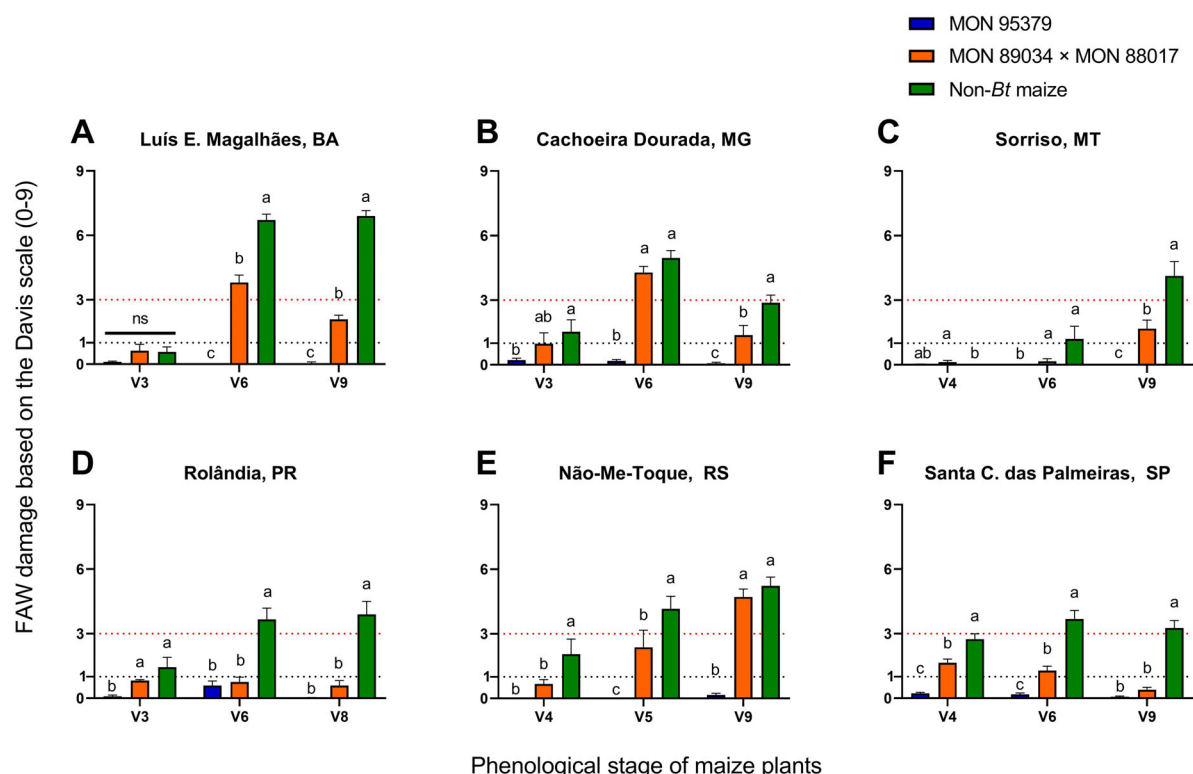 MON 95379
MON 89034 × MON 88017
Non-Bt maize
FAW damage based on the Davis scale (0-9)
A
Luís E. Magalhães, BA
9
6
3
1
0
ns
c
b
a
c
b
a
V3
V6
V9
B
Cachoeira Dourada, MG
9
6
3
1
0
b
ab
a
b
a
a
c
b
a
V3
V6
V9
C
Sorriso, MT
9
6
3
1
0
ab
a
b
b
a
a
c
b
a
V4
V6
V9
D
Rolândia, PR
9
6
3
1
0
b
a
a
b
b
a
b
b
a
V3
V6
V8
E
Não-Me-Toque, RS
9
6
3
1
0
b
b
a
c
b
a
b
a
a
V4
V5
V9
F
Santa C. das Palmeiras, SP
9
6
3
1
0
c
b
a
c
b
a
b
b
a
V4
V6
V9
Phenological stage of maize plants